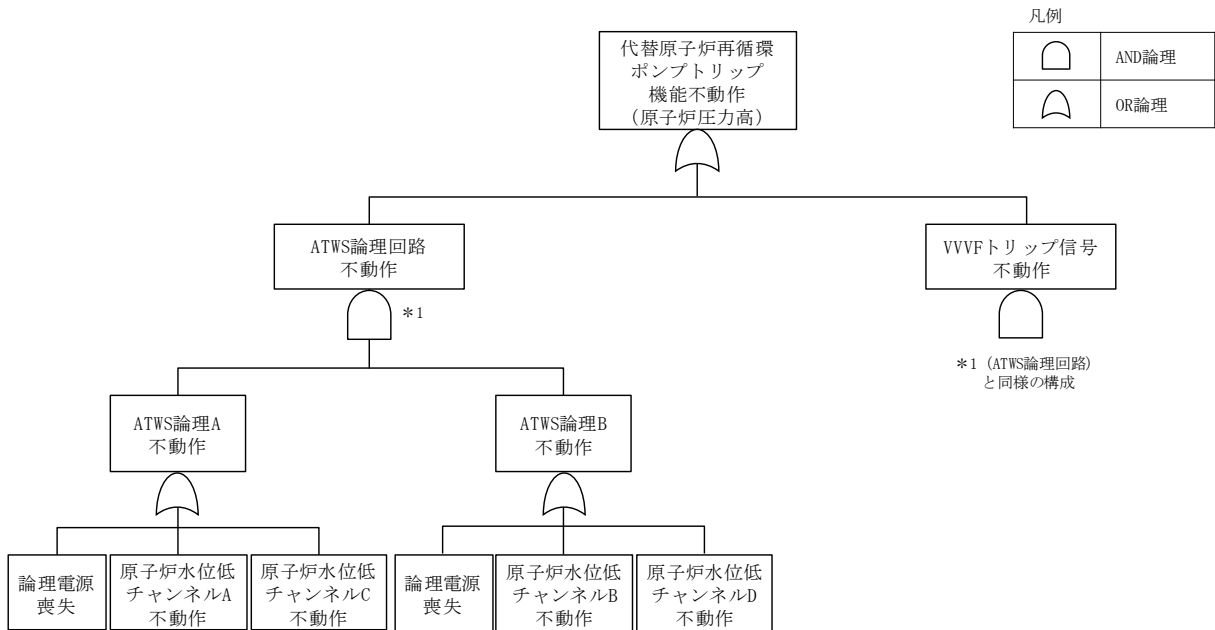 凡例
AND論理
OR論理
代替原子炉再循環
ポンプトリップ
機能不動作
（原子炉圧力高）
ATWS論理回路
不動作
VVVFトリップ信号
不動作
＊1
＊1（ATWS論理回路）
と同様の構成
ATWS論理A
不動作
ATWS論理B
不動作
論理電源
喪失
原子炉水位低
チャンネルA
不動作
原子炉水位低
チャンネルC
不動作
論理電源
喪失
原子炉水位低
チャンネルB
不動作
原子炉水位低
チャンネルD
不動作